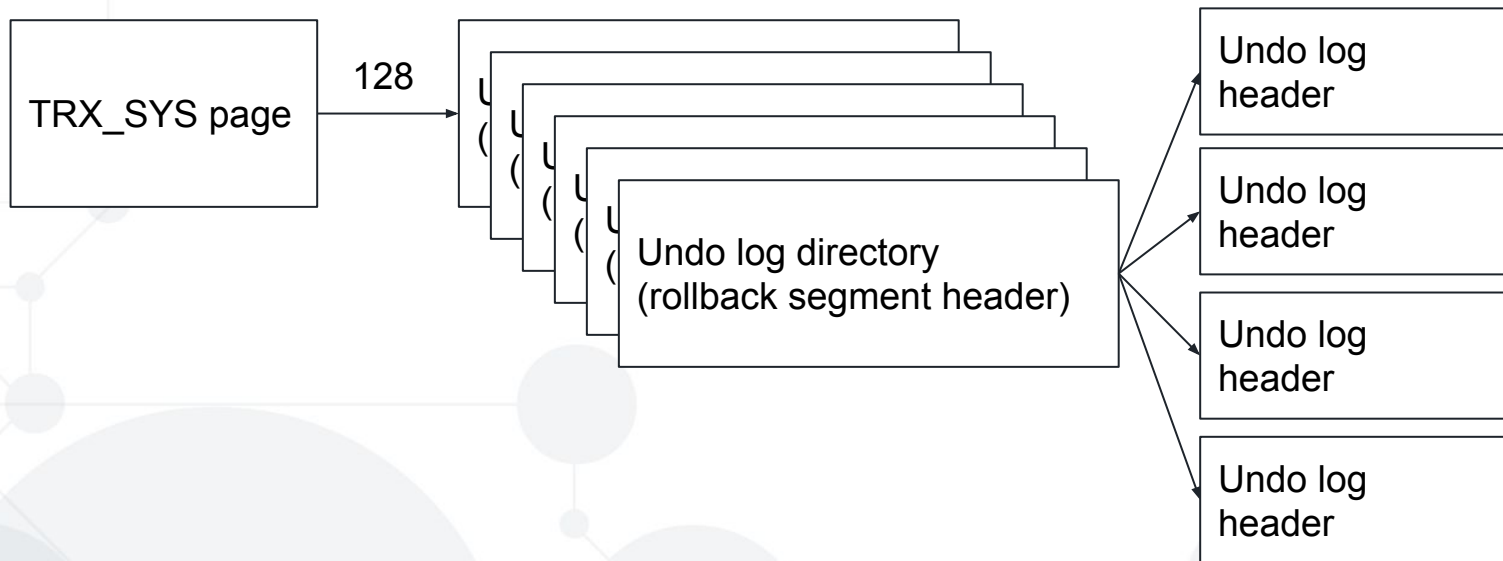 TRX_SYS page
128
Undo log directory
(rollback segment header)
Undo log
header
Undo log
header
Undo log
header
Undo log
header